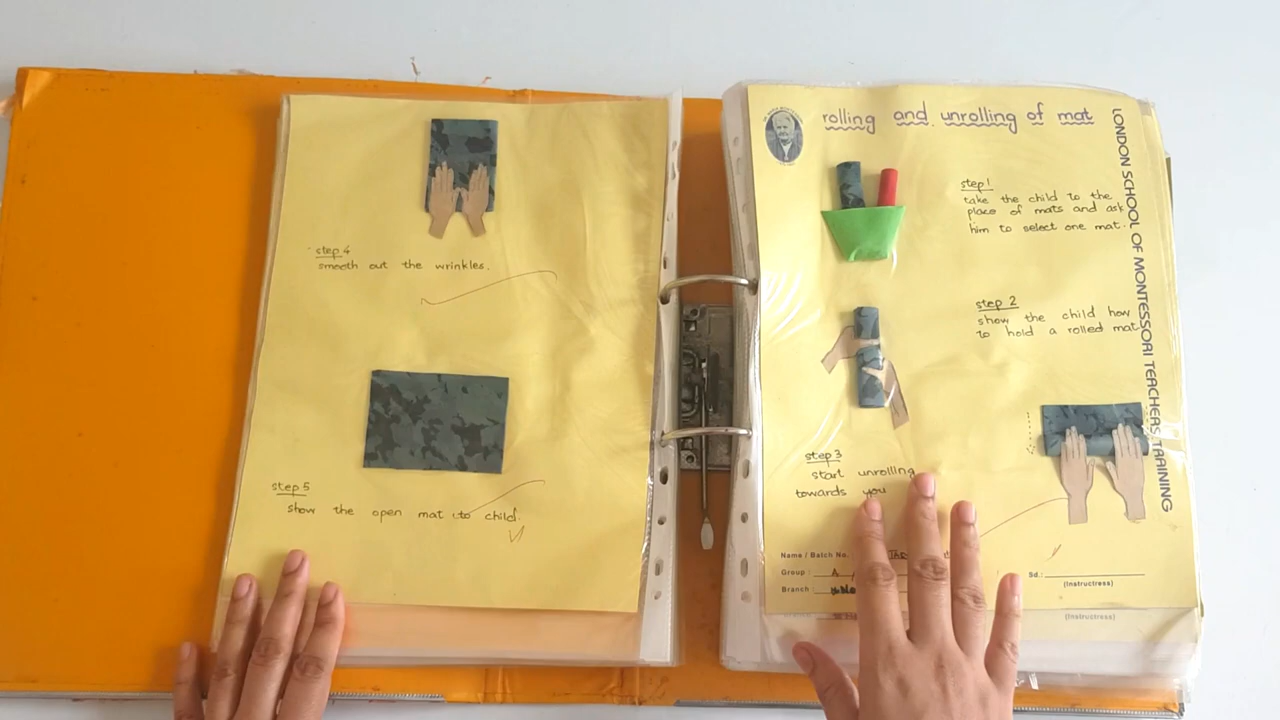 step 4
smooth out the wrinkles.
step 5
show the open mat to child.
rolling and unrolling of mat
step 1
take the child to the
place of mats and ask
him to select one mat.
step 2
show the child how
to hold a rolled mat
step 3
start unrolling
towards you
LONDON SCHOOL OF MONTESSORI TEACHERS TRAINING
Name / Batch No.
Group : A
Branch :
Sd.:
(Instructress)
(Instructress)